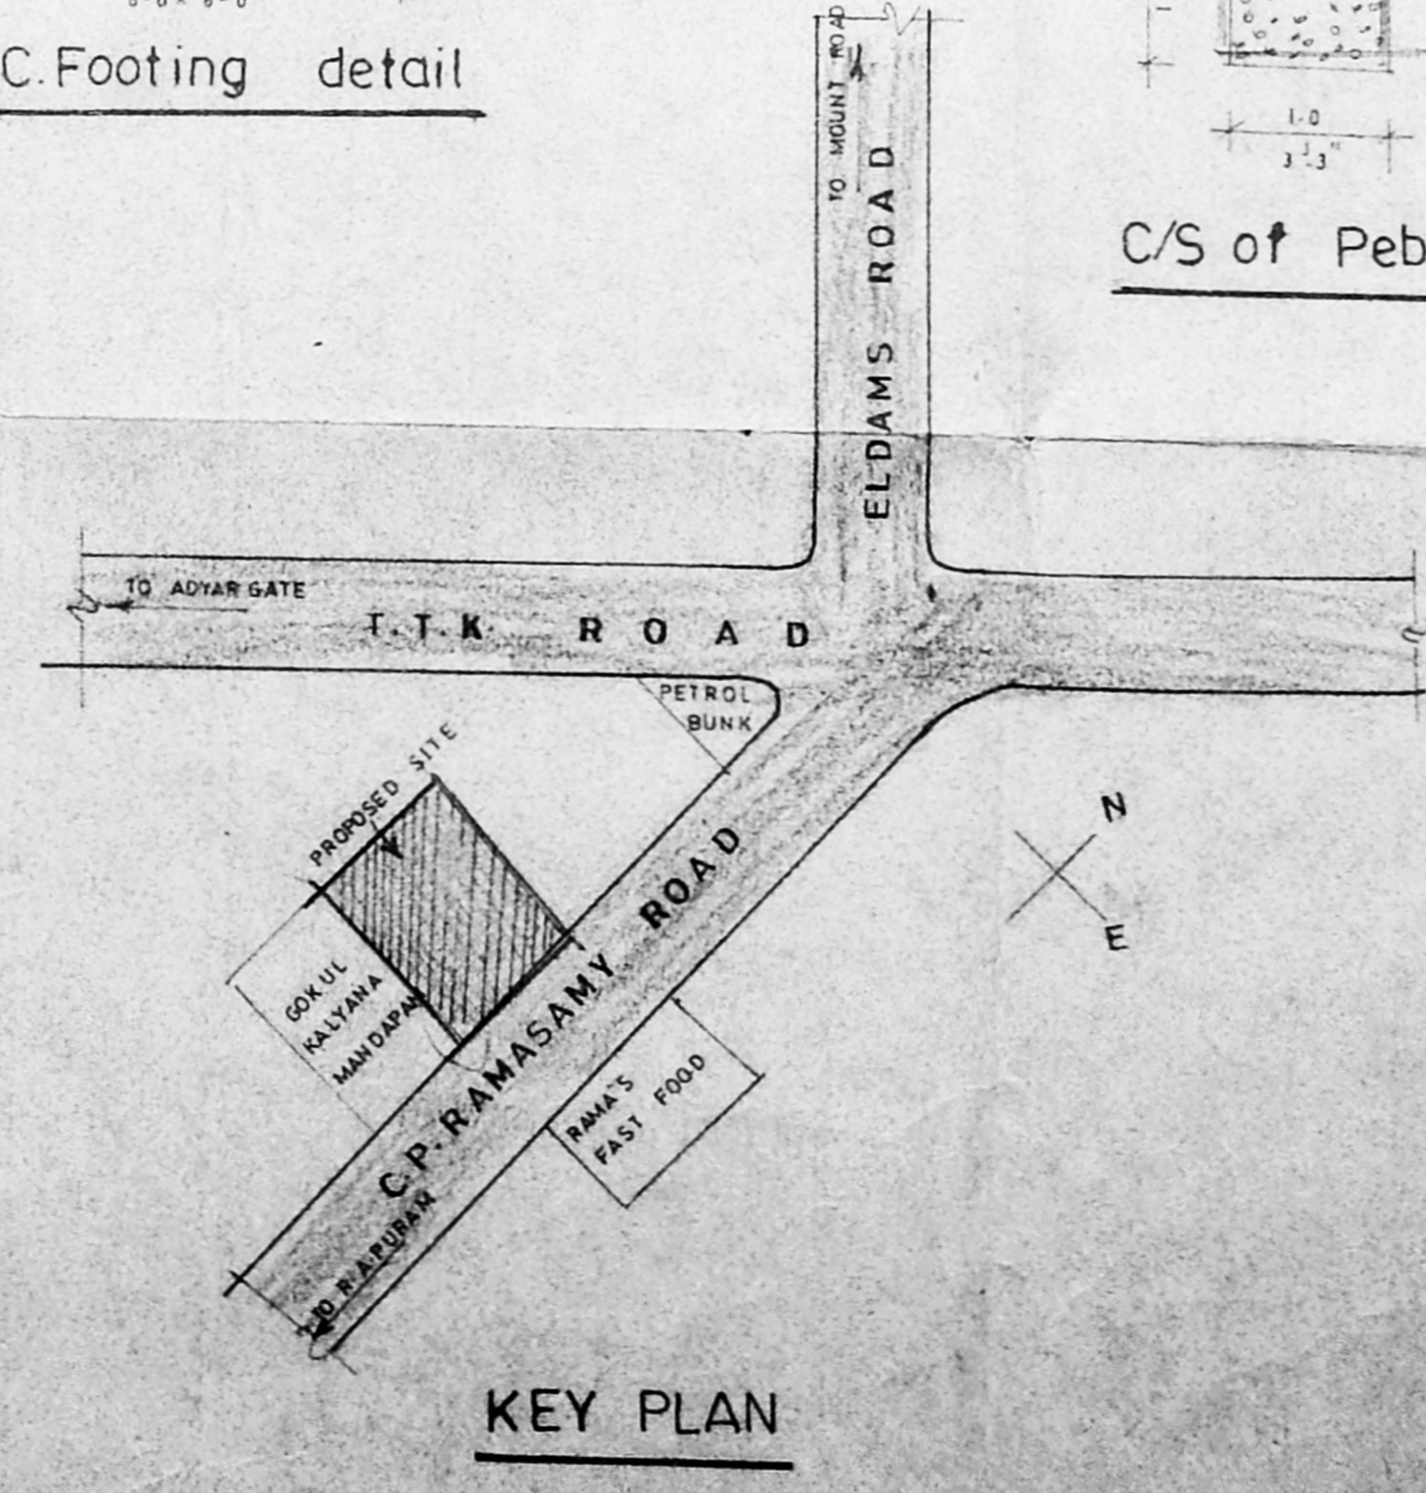 C. Footing detail
TO MOUNT ROAD
ELDAMS ROAD
1.0
3'-3"
C/S of Peb
TO ADYAR GATE
T.T.K. ROAD
PETROL
BUNK
PROPOSED SITE
N
E
GOKUL
KALYANA
MANDAPAM
C.P. RAMASAMY ROAD
RAMA'S
FAST FOOD
TO R.A.PURAM
KEY PLAN